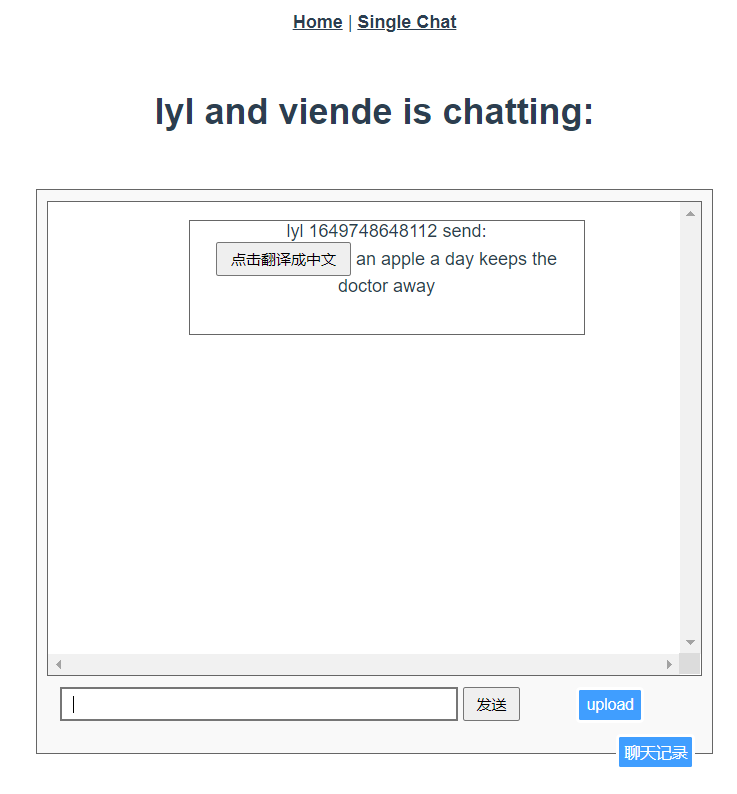 Home | Single Chat
lyl and viende is chatting:
lyl 1649748648112 send:
点击翻译成中文 an apple a day keeps the
doctor away
发送 upload
聊天记录